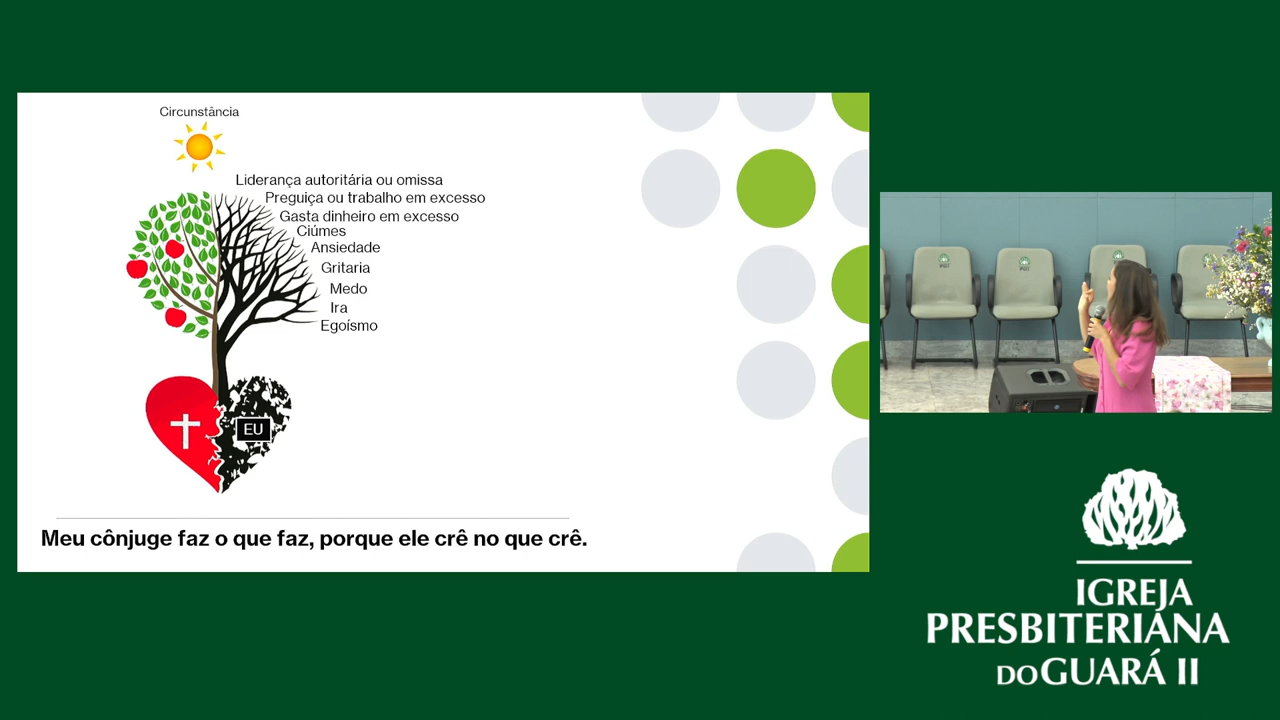 Circunstância
Liderança autoritária ou omissa
Preguiça ou trabalho em excesso
Gasta dinheiro em excesso
Ciúmes
Ansiedade
Gritaria
Medo
Ira
Egoísmo
EU
Meu cônjuge faz o que faz, porque ele crê no que crê.
IGREJA
PRESBITERIANA
DO GUARÁ II